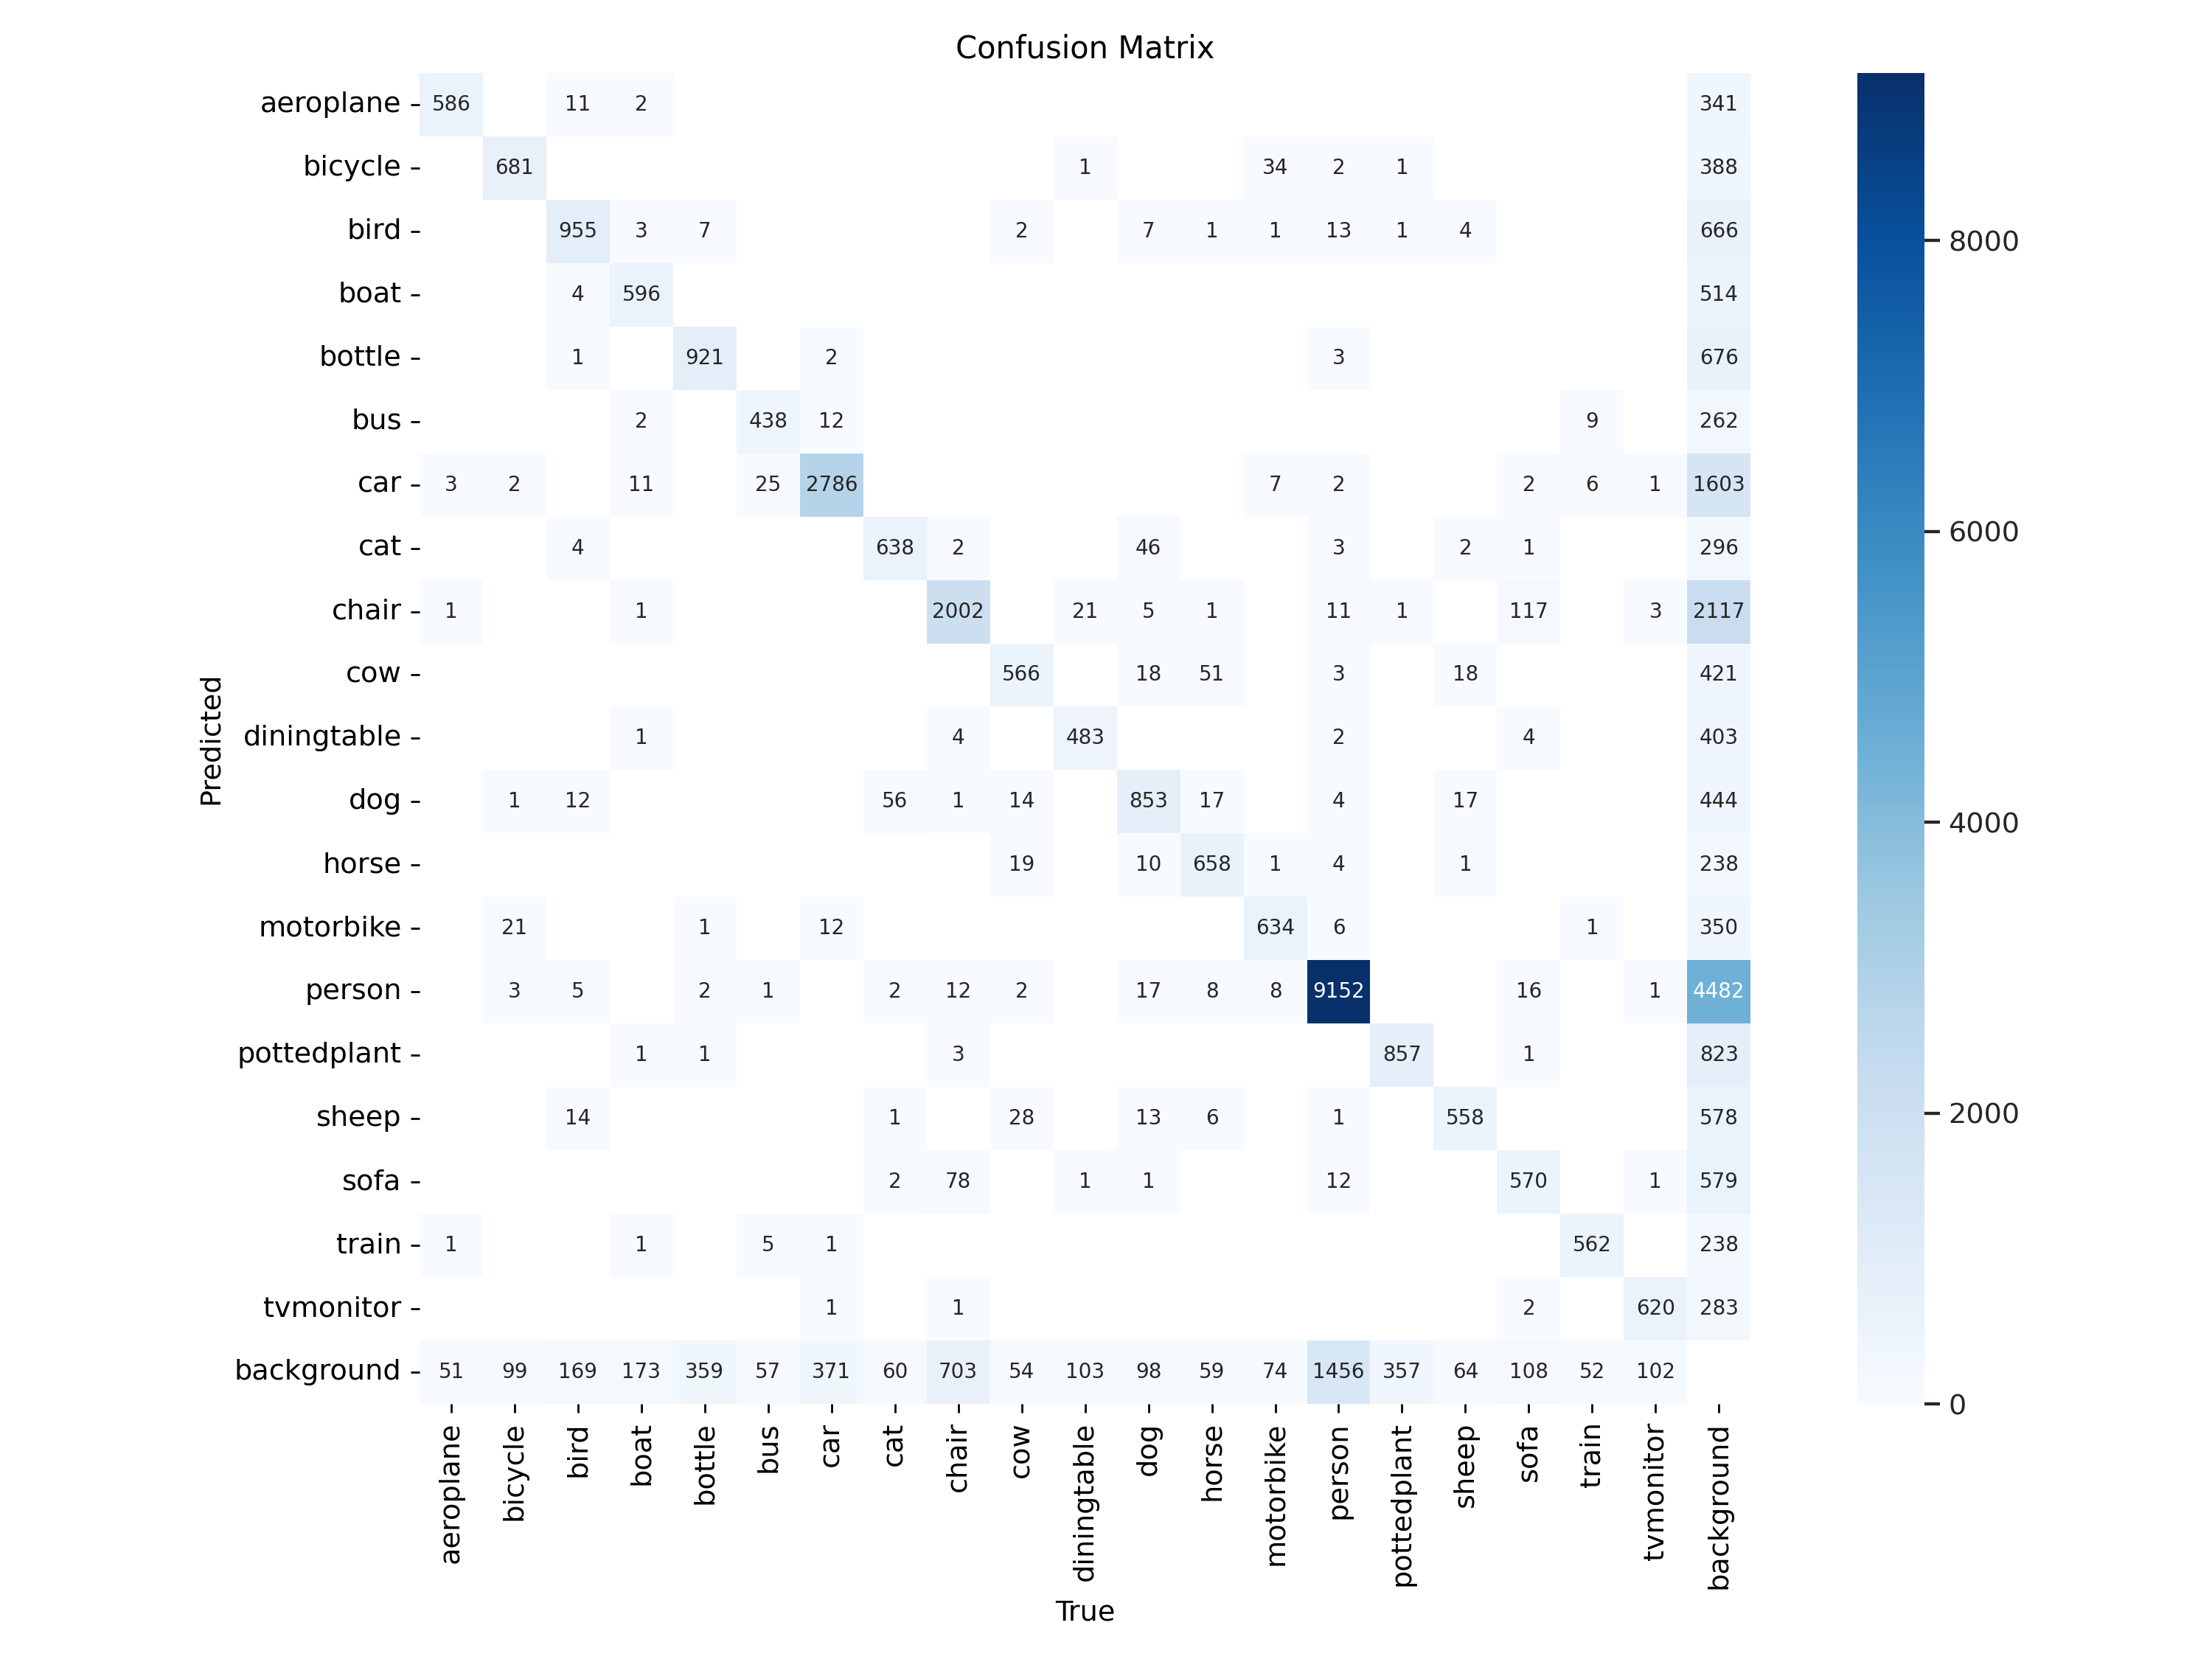 Confusion Matrix
aeroplane 586 11 2 341
bicycle 681 1 34 2 1 388
bird 955 3 7 2 7 1 1 13 1 4 666
boat 4 596 514
bottle 1 921 2 3 676
bus 2 438 12 9 262
car 3 2 11 25 2786 7 2 2 6 1 1603
cat 4 638 2 46 3 2 1 296
chair 1 1 2002 21 5 1 11 1 117 3 2117
cow 566 18 51 3 18 421
diningtable 1 4 483 2 4 403
dog 1 12 56 1 14 853 17 4 17 444
horse 19 10 658 1 4 1 238
motorbike 21 1 12 634 6 1 350
person 3 5 2 1 2 12 2 17 8 8 9152 16 1 4482
pottedplant 1 1 3 857 1 823
sheep 14 1 28 13 6 1 558 578
sofa 2 78 1 1 12 570 1 579
train 1 1 5 1 562 238
tvmonitor 1 1 2 620 283
background 51 99 169 173 359 57 371 60 703 54 103 98 59 74 1456 357 64 108 52 102
aeroplane bicycle bird boat bottle bus car cat chair cow diningtable dog horse motorbike person pottedplant sheep sofa train tvmonitor background
True
Predicted
8000
6000
4000
2000
0